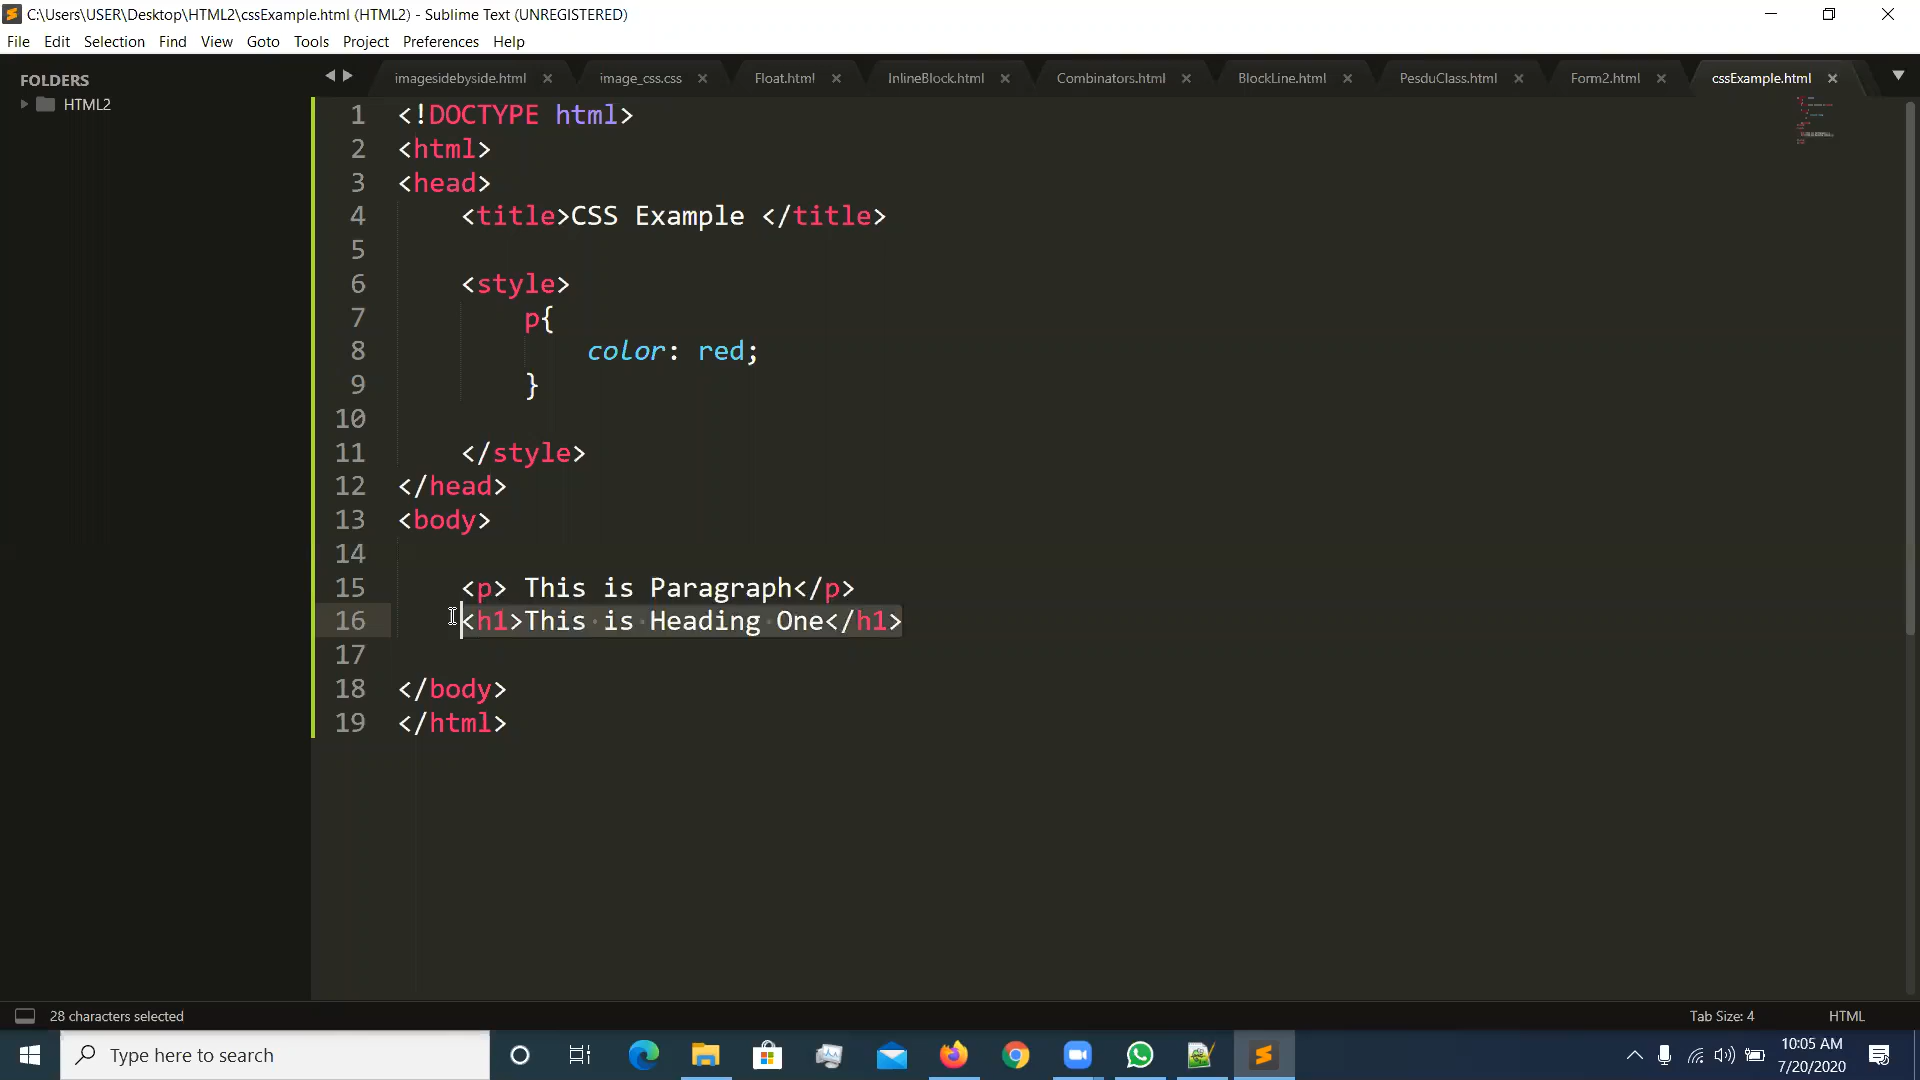 C:\Users\USER\Desktop\HTML2\cssExample.html (HTML2) - Sublime Text (UNREGISTERED)
File Edit Selection Find View Goto Tools Project Preferences Help
FOLDERS
HTML2
imagesidebyside.html image_css.css Float.html InlineBlock.html Combinators.html BlockLine.html PesduClass.html Form2.html cssExample.html
1 <!DOCTYPE html>
2 <html>
3 <head>
4 <title>CSS Example </title>
5
6 <style>
7 p{
8 color: red;
9 }
10
11 </style>
12 </head>
13 <body>
14
15 <p> This is Paragraph</p>
16 <h1>This is Heading One</h1>
17
18 </body>
19 </html>
28 characters selected
Tab Size: 4
HTML
Type here to search
10:05 AM
7/20/2020